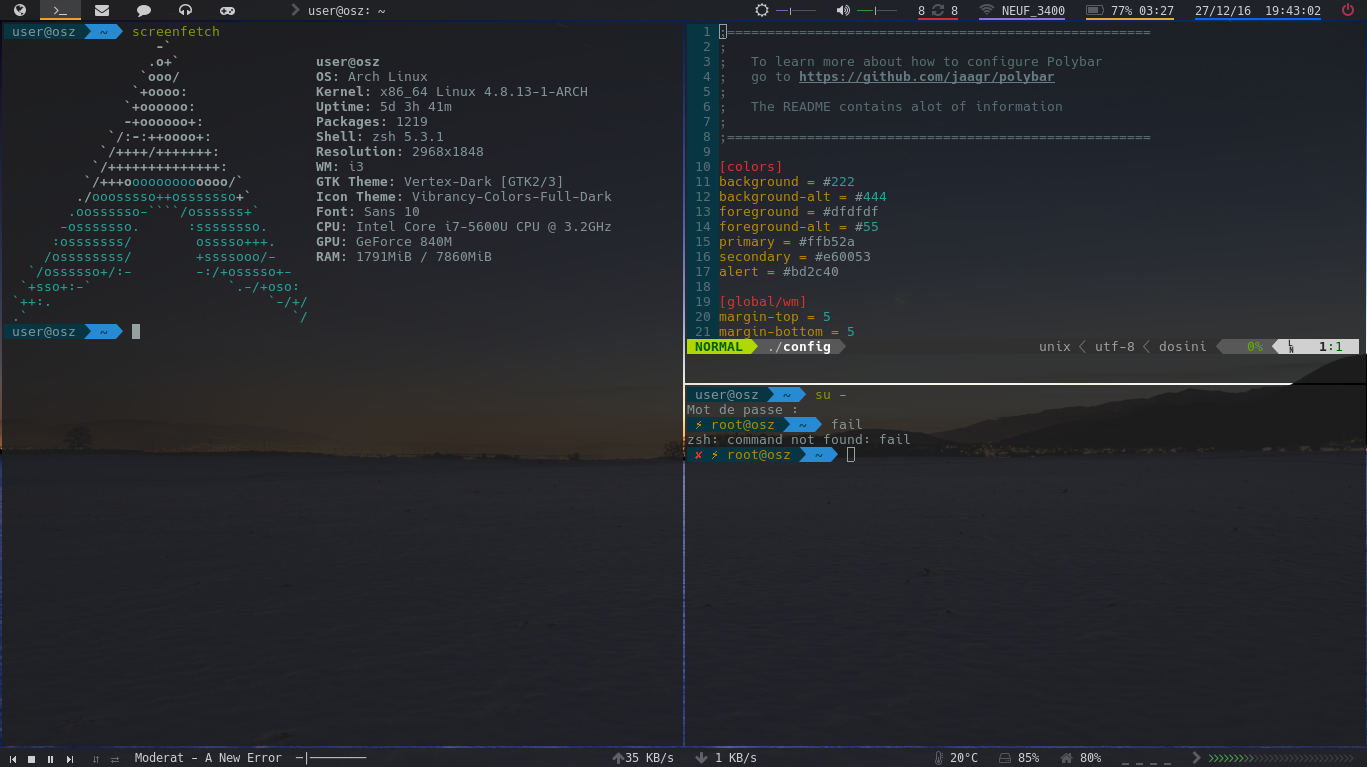 user@osz: ~
8 8
NEUF_3400
77% 03:27
27/12/16 19:43:02
user@osz ~ screenfetch
user@osz
OS: Arch Linux
Kernel: x86_64 Linux 4.8.13-1-ARCH
Uptime: 5d 3h 41m
Packages: 1219
Shell: zsh 5.3.1
Resolution: 2968x1848
WM: i3
GTK Theme: Vertex-Dark [GTK2/3]
Icon Theme: Vibrancy-Colors-Full-Dark
Font: Sans 10
CPU: Intel Core i7-5600U CPU @ 3.2GHz
GPU: GeForce 840M
RAM: 1791MiB / 7860MiB
user@osz ~
1 ;=====================================================
2 ;
3 ;   To learn more about how to configure Polybar
4 ;   go to https://github.com/jaagr/polybar
5 ;
6 ;   The README contains alot of information
7 ;
8 ;=====================================================
9
10 [colors]
11 background = #222
12 background-alt = #444
13 foreground = #dfdfdf
14 foreground-alt = #55
15 primary = #ffb52a
16 secondary = #e60053
17 alert = #bd2c40
18
19 [global/wm]
20 margin-top = 5
21 margin-bottom = 5
NORMAL ./config unix utf-8 dosini 0% LN 1:1
user@osz ~ su -
Mot de passe :
⚡ root@osz ~ fail
zsh: command not found: fail
✘ ⚡ root@osz ~
Moderat - A New Error
35 KB/s
1 KB/s
20°C
85%
80%